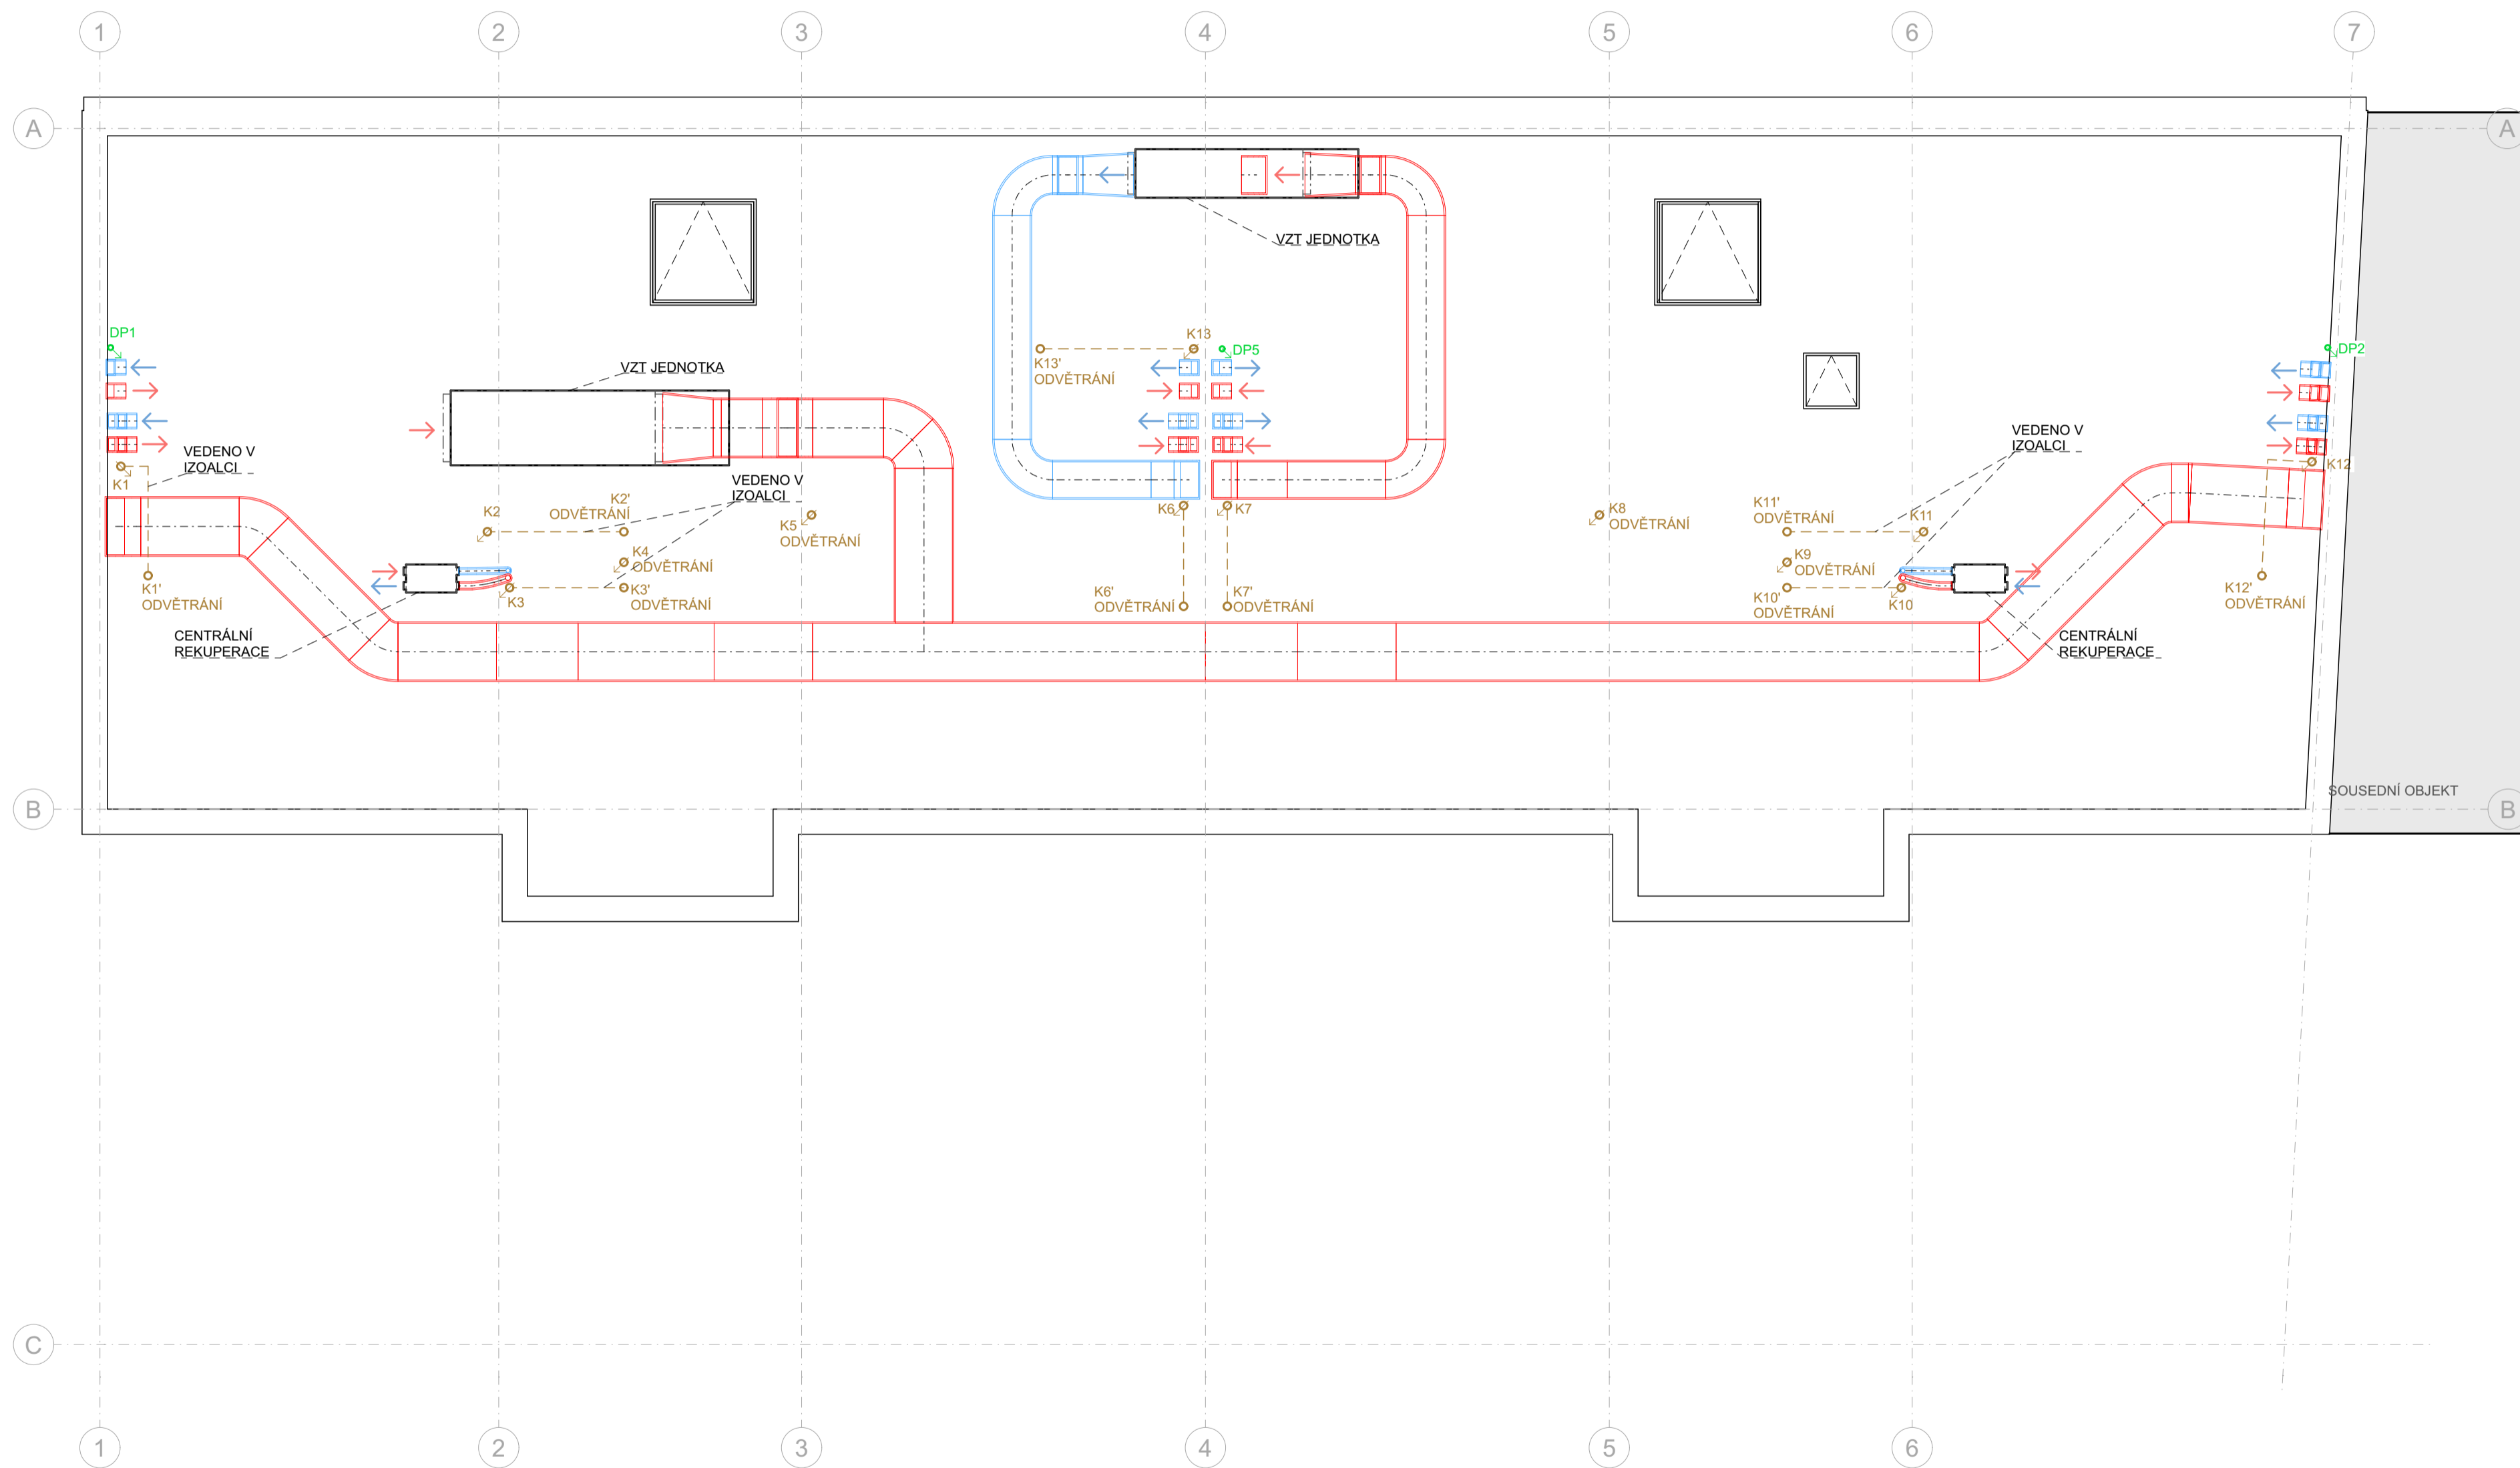 1
2
3
4
5
6
7
A
A
VZT JEDNOTKA
DP1
K13
DP5
DP2
K13'
ODVĚTRÁNÍ
VZT JEDNOTKA
VEDENO V
IZOALCI
VEDENO V
IZOALCI
K12
K1
VEDENO V
IZOALCI
K2'
ODVĚTRÁNÍ
K2
K5
ODVĚTRÁNÍ
K6
K7
K8
ODVĚTRÁNÍ
K11'
ODVĚTRÁNÍ
K11
K4
ODVĚTRÁNÍ
K9
ODVĚTRÁNÍ
K1'
ODVĚTRÁNÍ
K3
K3'
ODVĚTRÁNÍ
K6'
ODVĚTRÁNÍ
K7'
ODVĚTRÁNÍ
K10'
ODVĚTRÁNÍ
K10
K12'
ODVĚTRÁNÍ
CENTRÁLNÍ
REKUPERACE
CENTRÁLNÍ
REKUPERACE
SOUSEDNÍ OBJEKT
B
B
C
1
2
3
4
5
6